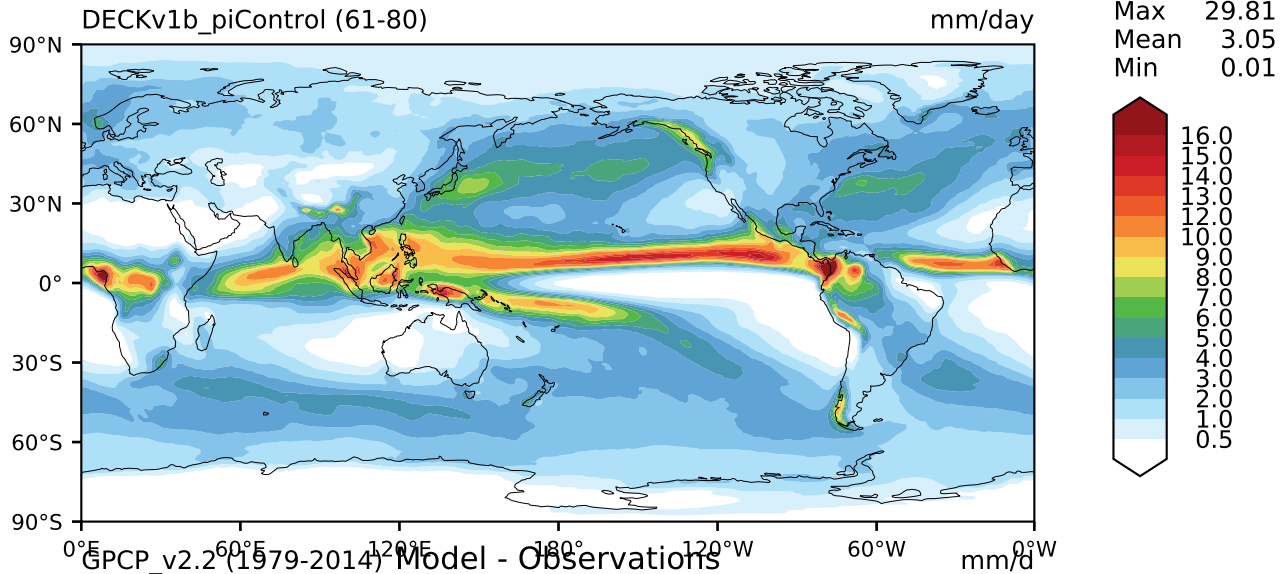 DECKv1b_piControl (61-80) mm/day
Max 29.81
Mean 3.05
Min 0.01
90°N
60°N
30°N
0°
30°S
60°S
90°S
0°E 60°E 120°E 180° 120°W 60°W 0°W
16.0
15.0
14.0
13.0
12.0
10.0
9.0
8.0
7.0
6.0
5.0
4.0
3.0
2.0
1.0
0.5
GPCP_v2.2 (1979-2014) Model - Observations mm/d